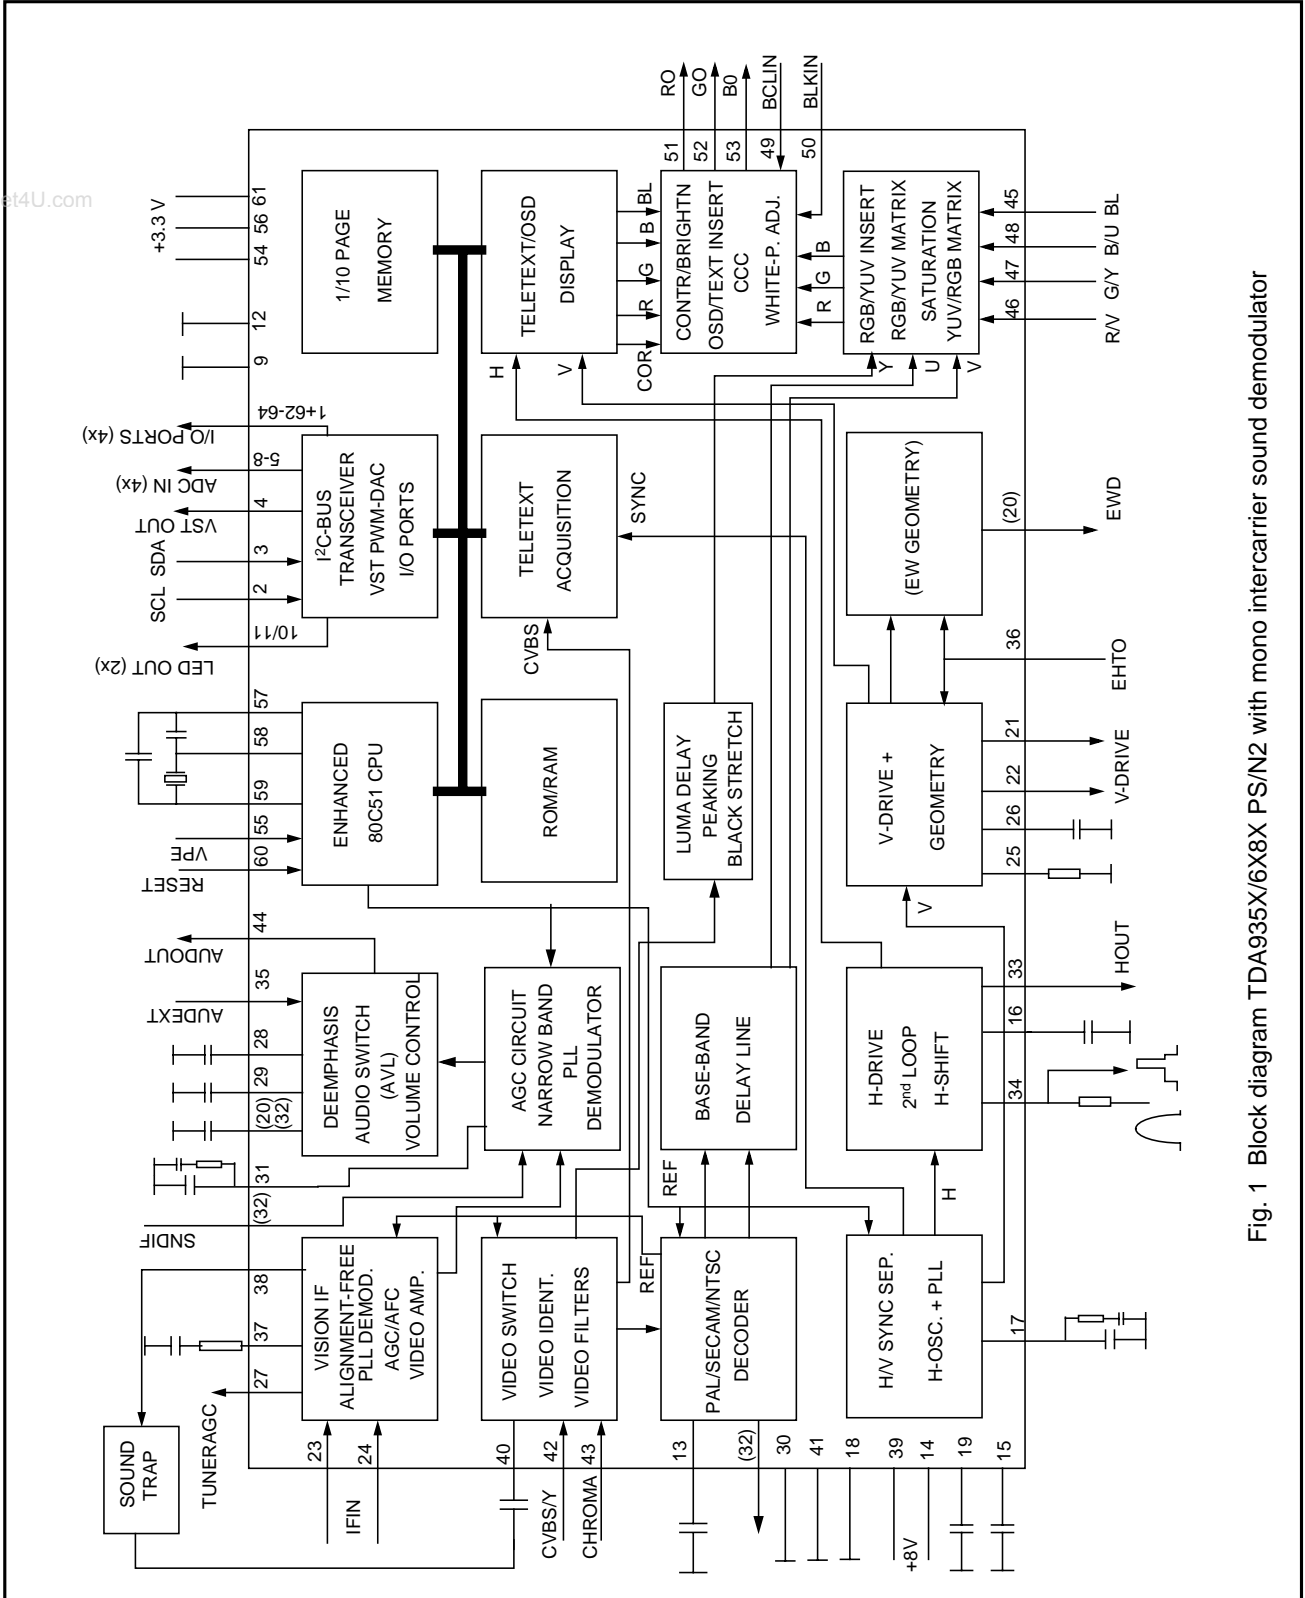 et4U.com
+3.3 V
54
56
61
12
9
1/10 PAGE
MEMORY
I/O PORTS (4x)
1+62-64
ADC IN (4x)
5-8
VST OUT
4
SDA
3
SCL
2
LED OUT (2x)
10/11
I²C-BUS
TRANSCEIVER
VST PWM-DAC
I/O PORTS
57
58
59
VPE
55
RESET
60
ENHANCED
80C51 CPU
AUDOUT
44
AUDEXT
35
28
29
(20)
(32)
31
(32)
SNDIF
DEEMPHASIS
AUDIO SWITCH
(AVL)
VOLUME CONTROL
38
37
27
TUNERAGC
SOUND
TRAP
VISION IF
ALIGNMENT-FREE
PLL DEMOD.
AGC/AFC
VIDEO AMP.
23
24
IFIN
TELETEXT/OSD
DISPLAY
H
V
COR
R
G
B
BL
TELETEXT
ACQUISITION
SYNC
CVBS
ROM/RAM
AGC CIRCUIT
NARROW BAND
PLL
DEMODULATOR
VIDEO SWITCH
VIDEO IDENT.
VIDEO FILTERS
40
42
43
CVBS/Y
CHROMA
RO
GO
B0
BCLIN
BLKIN
51
52
53
49
50
CONTR/BRIGHTN
OSD/TEXT INSERT
CCC
WHITE-P. ADJ.
R
G
B
LUMA DELAY
PEAKING
BLACK STRETCH
BASE-BAND
DELAY LINE
REF
REF
PAL/SECAM/NTSC
DECODER
13
(32)
30
41
18
39
14
19
15
+8V
RGB/YUV INSERT
RGB/YUV MATRIX
SATURATION
YUV/RGB MATRIX
Y
U
V
45
48
47
46
BL
B/U
G/Y
R/V
(EW GEOMETRY)
(20)
EWD
36
EHTO
V-DRIVE +
GEOMETRY
V
21
22
26
25
V-DRIVE
H-DRIVE
2nd LOOP
H-SHIFT
33
16
34
HOUT
H
H/V SYNC SEP.
H-OSC. + PLL
17
Fig. 1 Block diagram TDA935X/6X8X PS/N2 with mono intercarrier sound demodulator